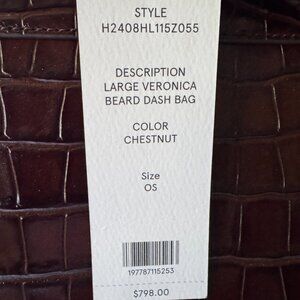 STYLE
H2408HL115Z055
DESCRIPTION
LARGE VERONICA
BEARD DASH BAG
COLOR
CHESTNUT
Size
OS
197787115253
$798.00